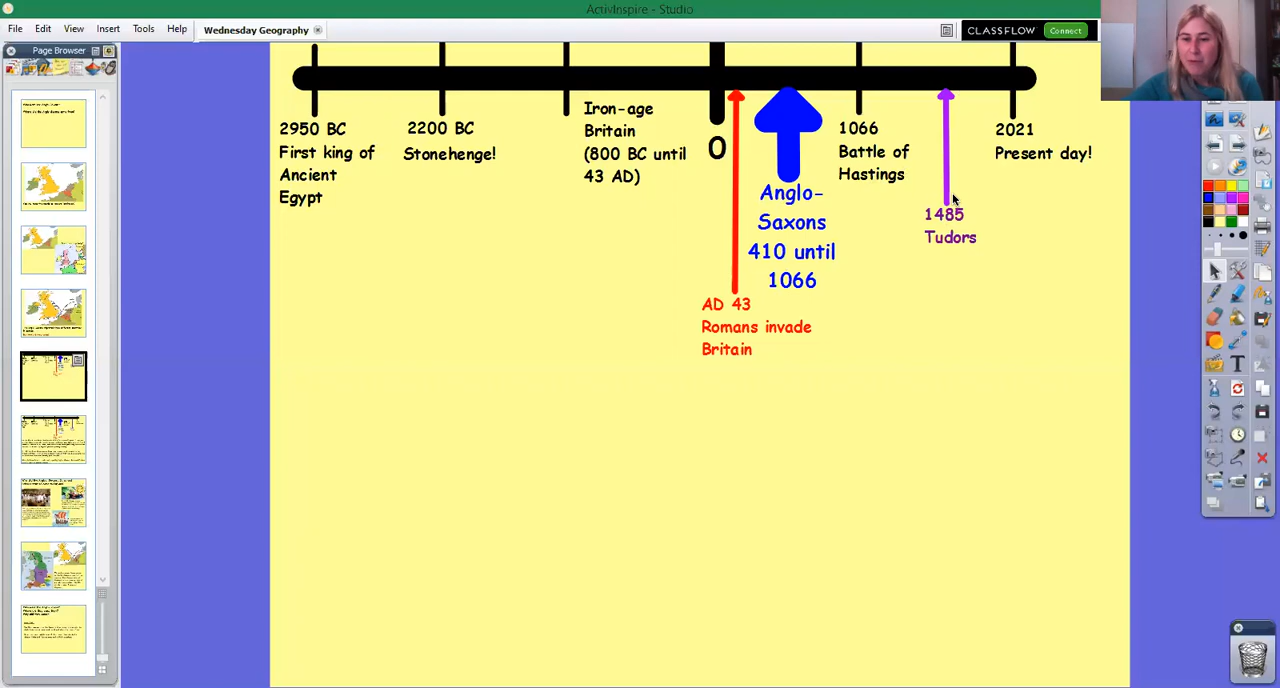 ActivInspire - Studio
File Edit View Insert Tools Help
Wednesday Geography
CLASSFLOW Connect
Page Browser
2950 BC
First king of
Ancient
Egypt
2200 BC
Stonehenge!
Iron-age
Britain
(800 BC until
43 AD)
0
Anglo-
Saxons
410 until
1066
1066
Battle of
Hastings
1485
Tudors
2021
Present day!
AD 43
Romans invade
Britain